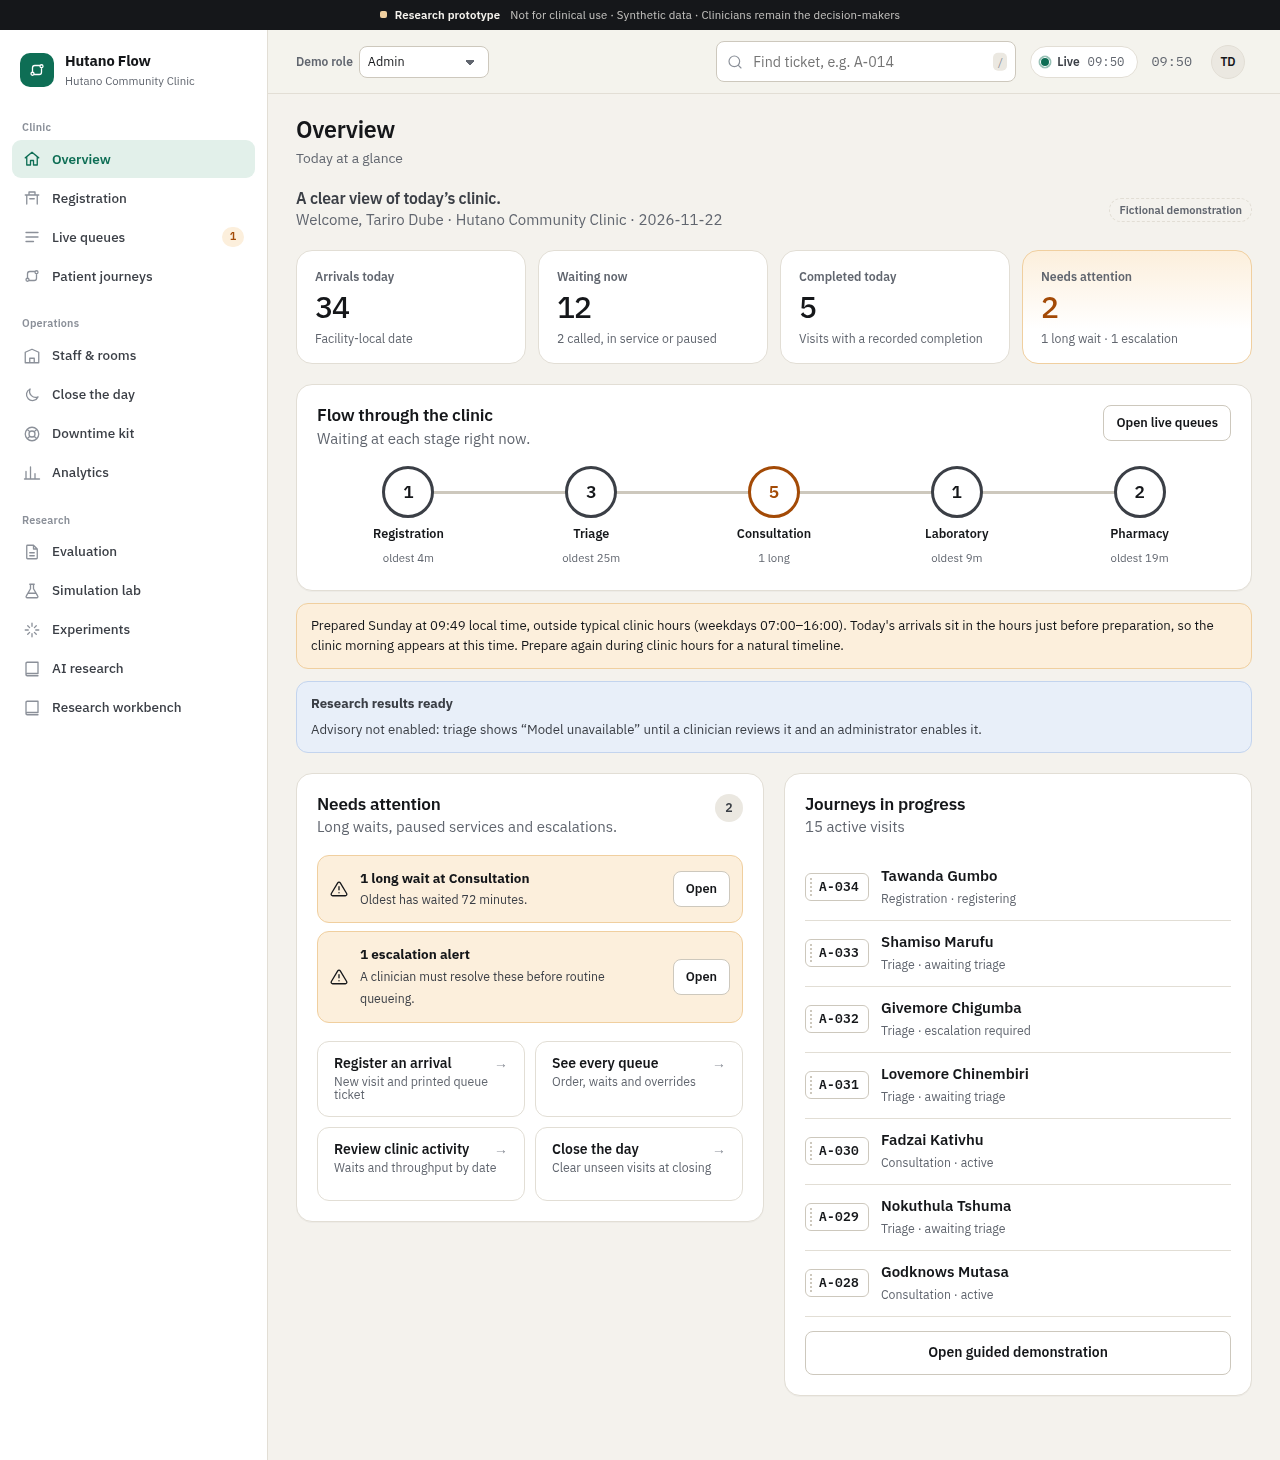 Research prototype Not for clinical use · Synthetic data · Clinicians remain the decision-makers
Hutano Flow
Hutano Community Clinic
Clinic
Overview
Registration
Live queues 1
Patient journeys
Operations
Staff & rooms
Close the day
Downtime kit
Analytics
Research
Evaluation
Simulation lab
Experiments
AI research
Research workbench
Demo role Admin
Find ticket, e.g. A-014 /
Live 09:50 09:50 TD
Overview
Today at a glance
A clear view of today’s clinic.
Welcome, Tariro Dube · Hutano Community Clinic · 2026-11-22
Fictional demonstration
Arrivals today
34
Facility-local date
Waiting now
12
2 called, in service or paused
Completed today
5
Visits with a recorded completion
Needs attention
2
1 long wait · 1 escalation
Flow through the clinic
Waiting at each stage right now.
Open live queues
1 3 5 1 2
Registration Triage Consultation Laboratory Pharmacy
oldest 4m oldest 25m 1 long oldest 9m oldest 19m
Prepared Sunday at 09:49 local time, outside typical clinic hours (weekdays 07:00–16:00). Today's arrivals sit in the hours just before preparation, so the
clinic morning appears at this time. Prepare again during clinic hours for a natural timeline.
Research results ready
Advisory not enabled: triage shows “Model unavailable” until a clinician reviews it and an administrator enables it.
Needs attention 2
Long waits, paused services and escalations.
1 long wait at Consultation
Oldest has waited 72 minutes.
Open
1 escalation alert
A clinician must resolve these before routine
queueing.
Open
Register an arrival →
New visit and printed queue
ticket
See every queue →
Order, waits and overrides
Review clinic activity →
Waits and throughput by date
Close the day →
Clear unseen visits at closing
Journeys in progress
15 active visits
A-034 Tawanda Gumbo
Registration · registering
A-033 Shamiso Marufu
Triage · awaiting triage
A-032 Givemore Chigumba
Triage · escalation required
A-031 Lovemore Chinembiri
Triage · awaiting triage
A-030 Fadzai Kativhu
Consultation · active
A-029 Nokuthula Tshuma
Triage · awaiting triage
A-028 Godknows Mutasa
Consultation · active
Open guided demonstration